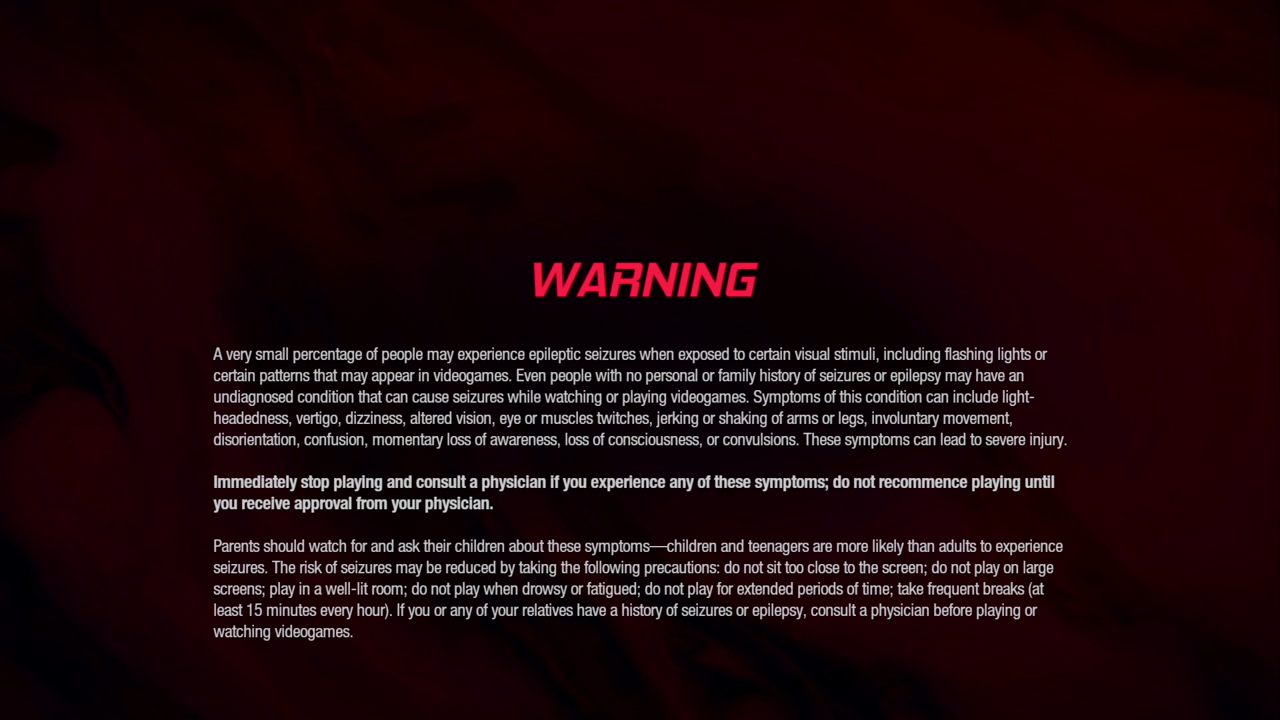 WARNING
A very small percentage of people may experience epileptic seizures when exposed to certain visual stimuli, including flashing lights or
certain patterns that may appear in videogames. Even people with no personal or family history of seizures or epilepsy may have an
undiagnosed condition that can cause seizures while watching or playing videogames. Symptoms of this condition can include light-
headedness, vertigo, dizziness, altered vision, eye or muscles twitches, jerking or shaking of arms or legs, involuntary movement,
disorientation, confusion, momentary loss of awareness, loss of consciousness, or convulsions. These symptoms can lead to severe injury.
Immediately stop playing and consult a physician if you experience any of these symptoms; do not recommence playing until
you receive approval from your physician.
Parents should watch for and ask their children about these symptoms—children and teenagers are more likely than adults to experience
seizures. The risk of seizures may be reduced by taking the following precautions: do not sit too close to the screen; do not play on large
screens; play in a well-lit room; do not play when drowsy or fatigued; do not play for extended periods of time; take frequent breaks (at
least 15 minutes every hour). If you or any of your relatives have a history of seizures or epilepsy, consult a physician before playing or
watching videogames.